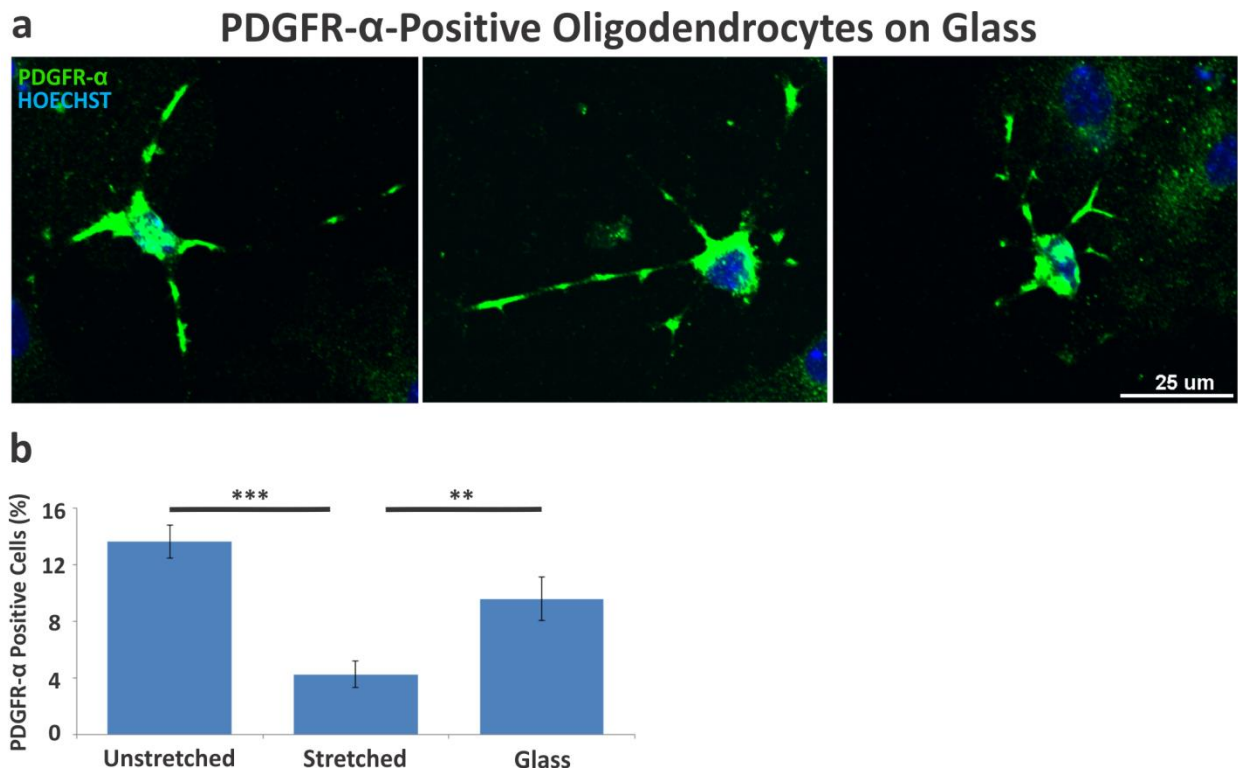 a
PDGFR-α-Positive Oligodendrocytes on Glass
PDGFR-α
HOECHST
25 um
b
PDGFR-α Positive Cells (%)
16
12
8
4
0
***
**
Unstretched
Stretched
Glass